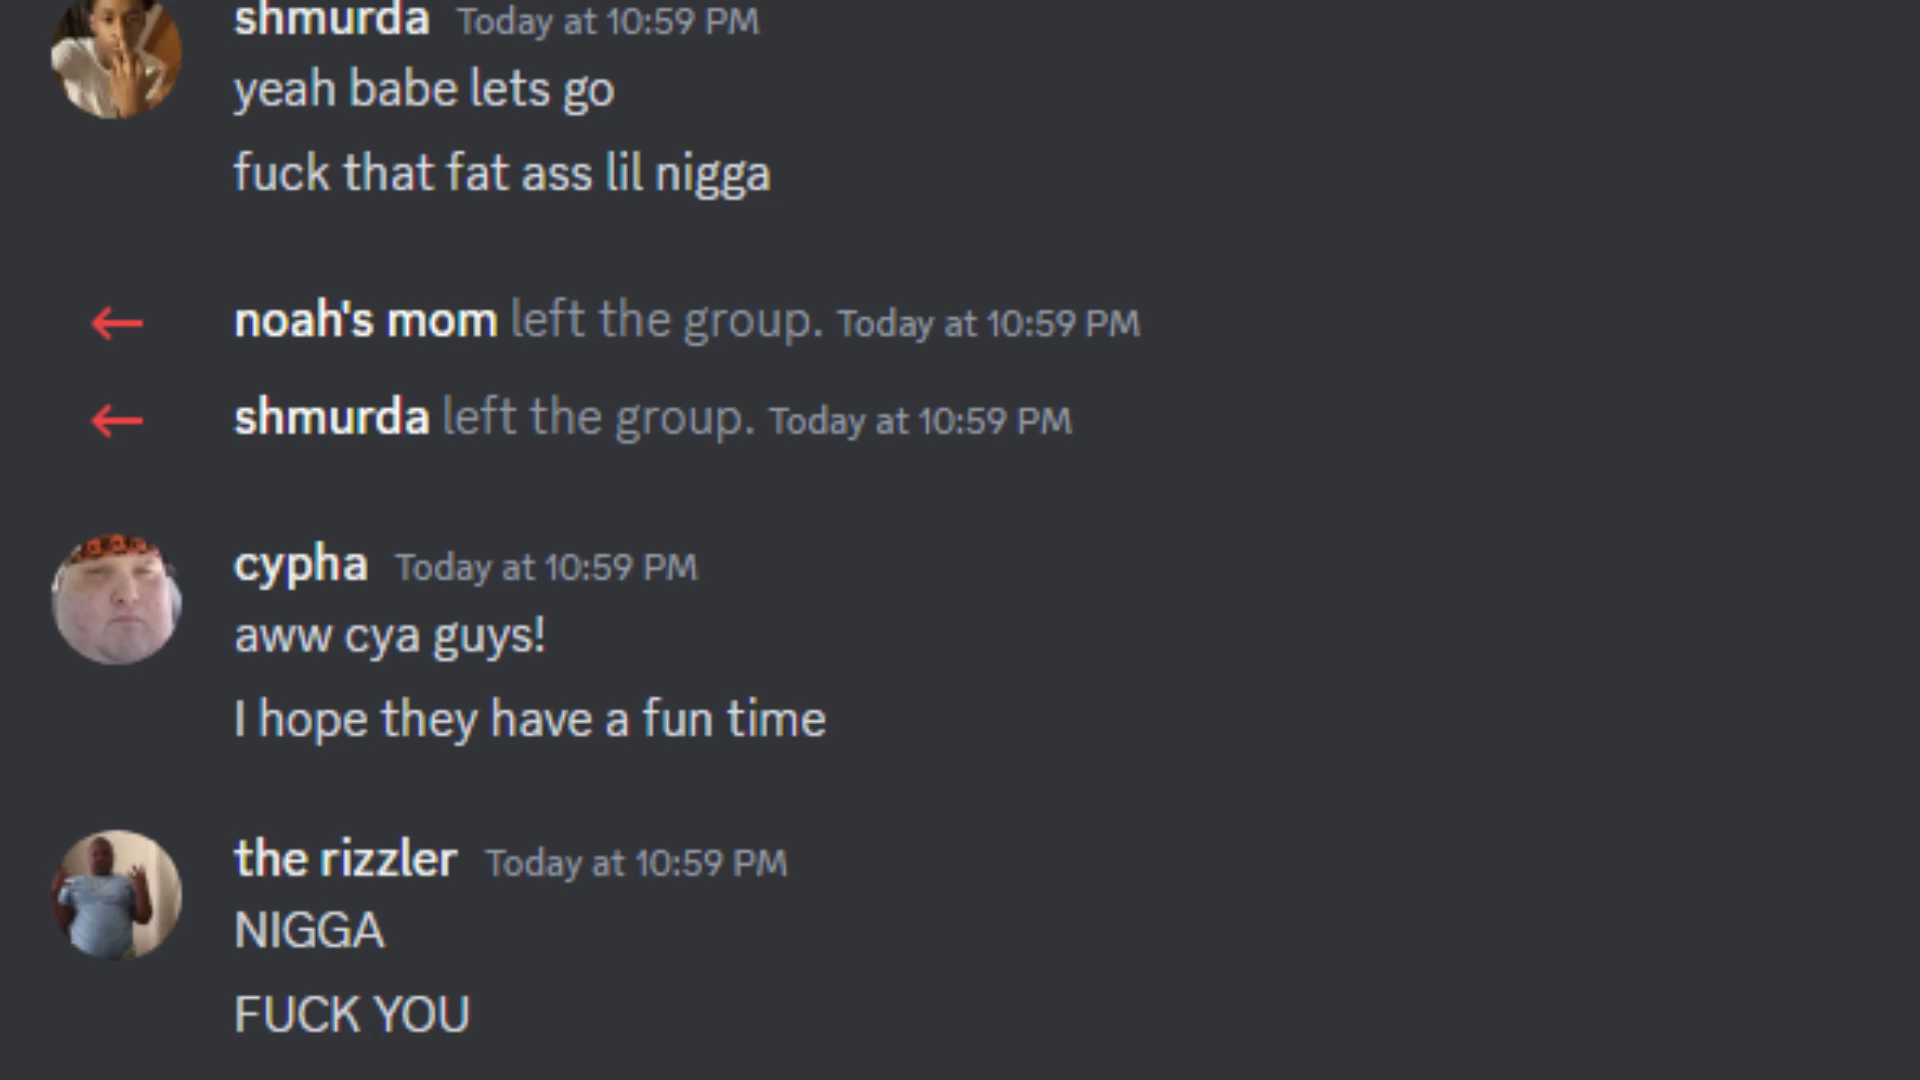 shmurda Today at 10:59 PM
yeah babe lets go
fuck that fat ass lil nigga
noah's mom left the group. Today at 10:59 PM
shmurda left the group. Today at 10:59 PM
cypha Today at 10:59 PM
aww cya guys!
I hope they have a fun time
the rizzler Today at 10:59 PM
NIGGA
FUCK YOU